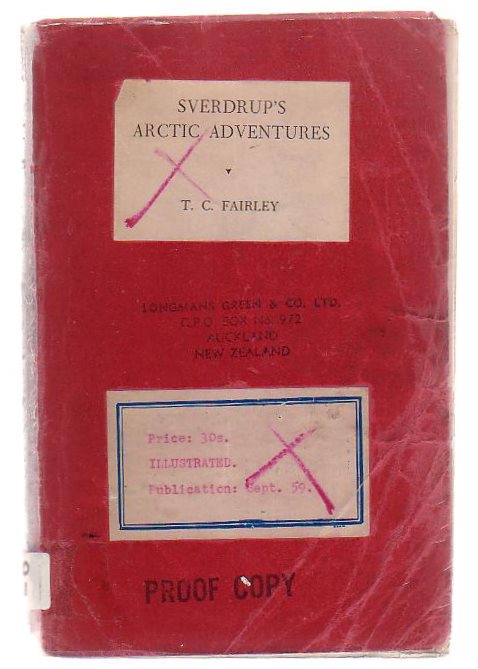 SVERDRUP'S
ARCTIC ADVENTURES
T. C. FAIRLEY
LONGMANS GREEN & CO. LTD.
G.P.O. BOX No. 972
AUCKLAND
NEW ZEALAND
Price: 30s.
ILLUSTRATED.
Publication: Sept. 59.
PROOF COPY